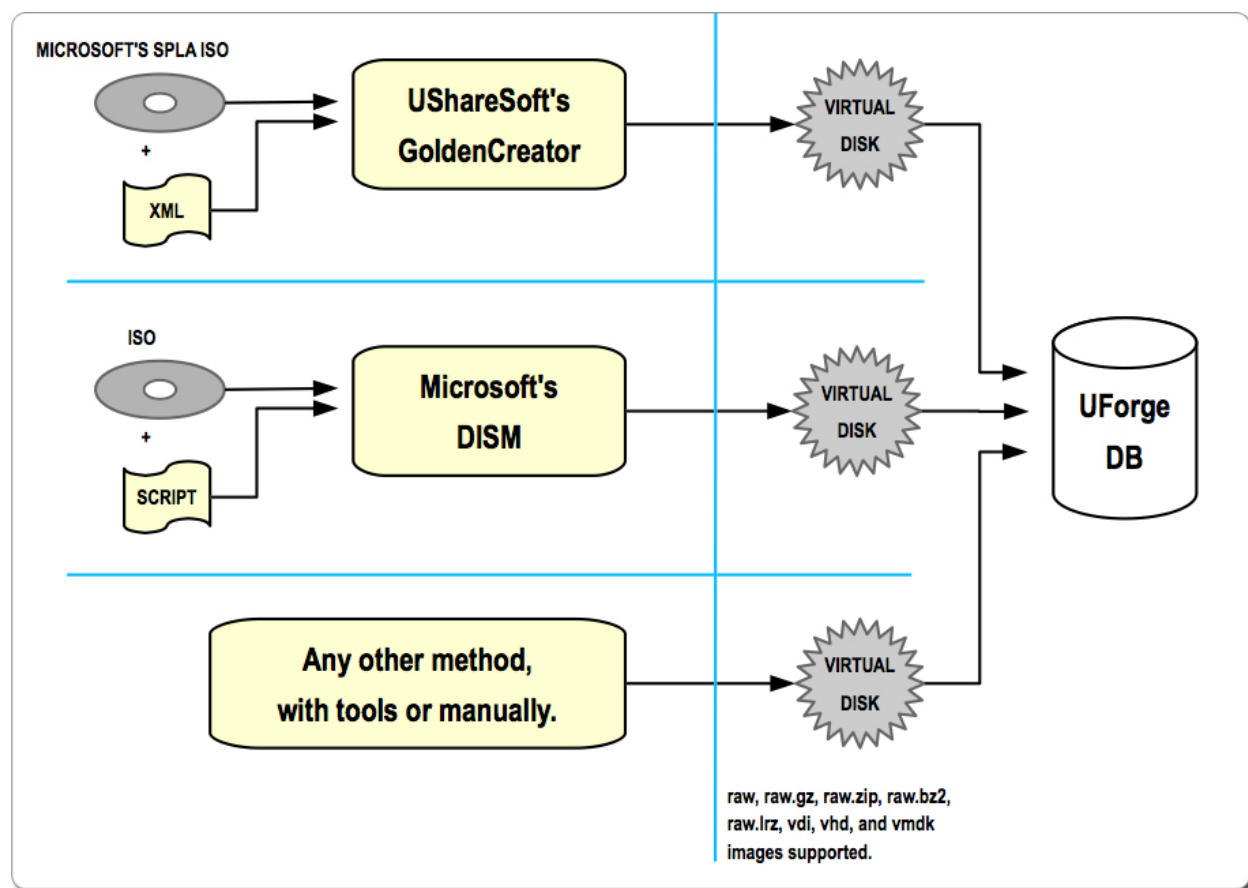 MICROSOFT'S SPLA ISO
+
XML
UShareSoft's
GoldenCreator
VIRTUAL
DISK
ISO
+
SCRIPT
Microsoft's
DISM
VIRTUAL
DISK
UForge
DB
Any other method,
with tools or manually.
VIRTUAL
DISK
raw, raw.gz, raw.zip, raw.bz2,
raw.lrz, vdi, vhd, and vmdk
images supported.